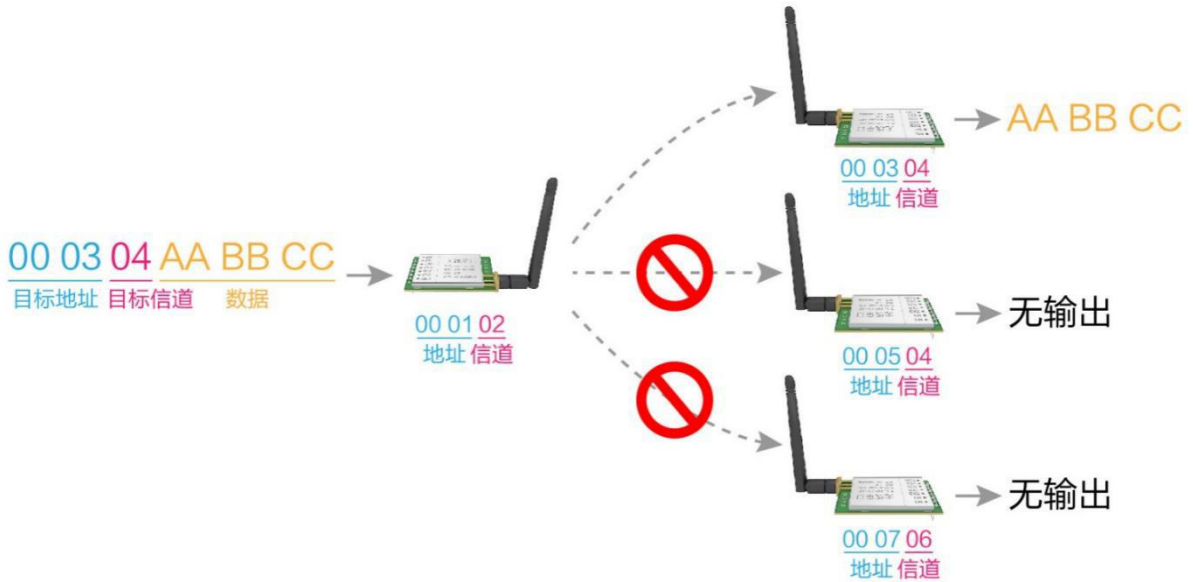 00 03 04 AA BB CC
目标地址 目标信道 数据
00 01 02
地址 信道
AA BB CC
00 03 04
地址 信道
无输出
00 05 04
地址 信道
无输出
00 07 06
地址 信道